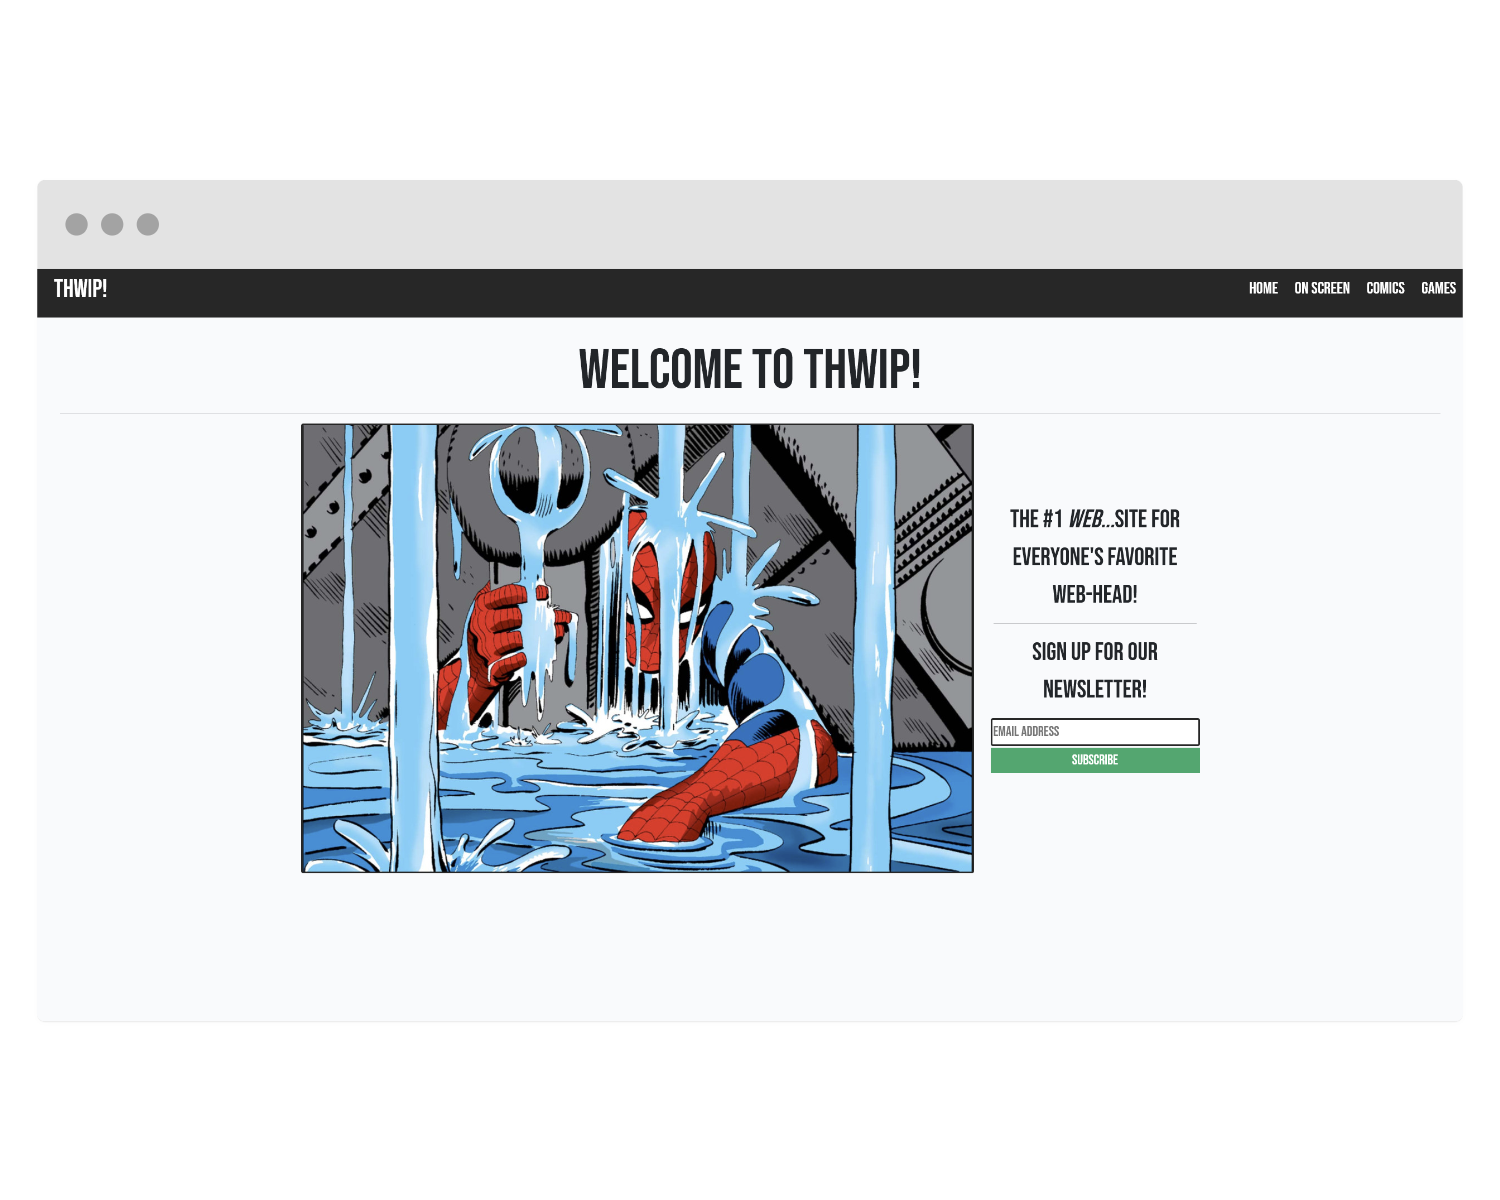 THWIP!
HOME ON SCREEN COMICS GAMES
WELCOME TO THWIP!
THE #1 WEB...SITE FOR
EVERYONE'S FAVORITE
WEB-HEAD!
SIGN UP FOR OUR
NEWSLETTER!
EMAIL ADDRESS
SUBSCRIBE